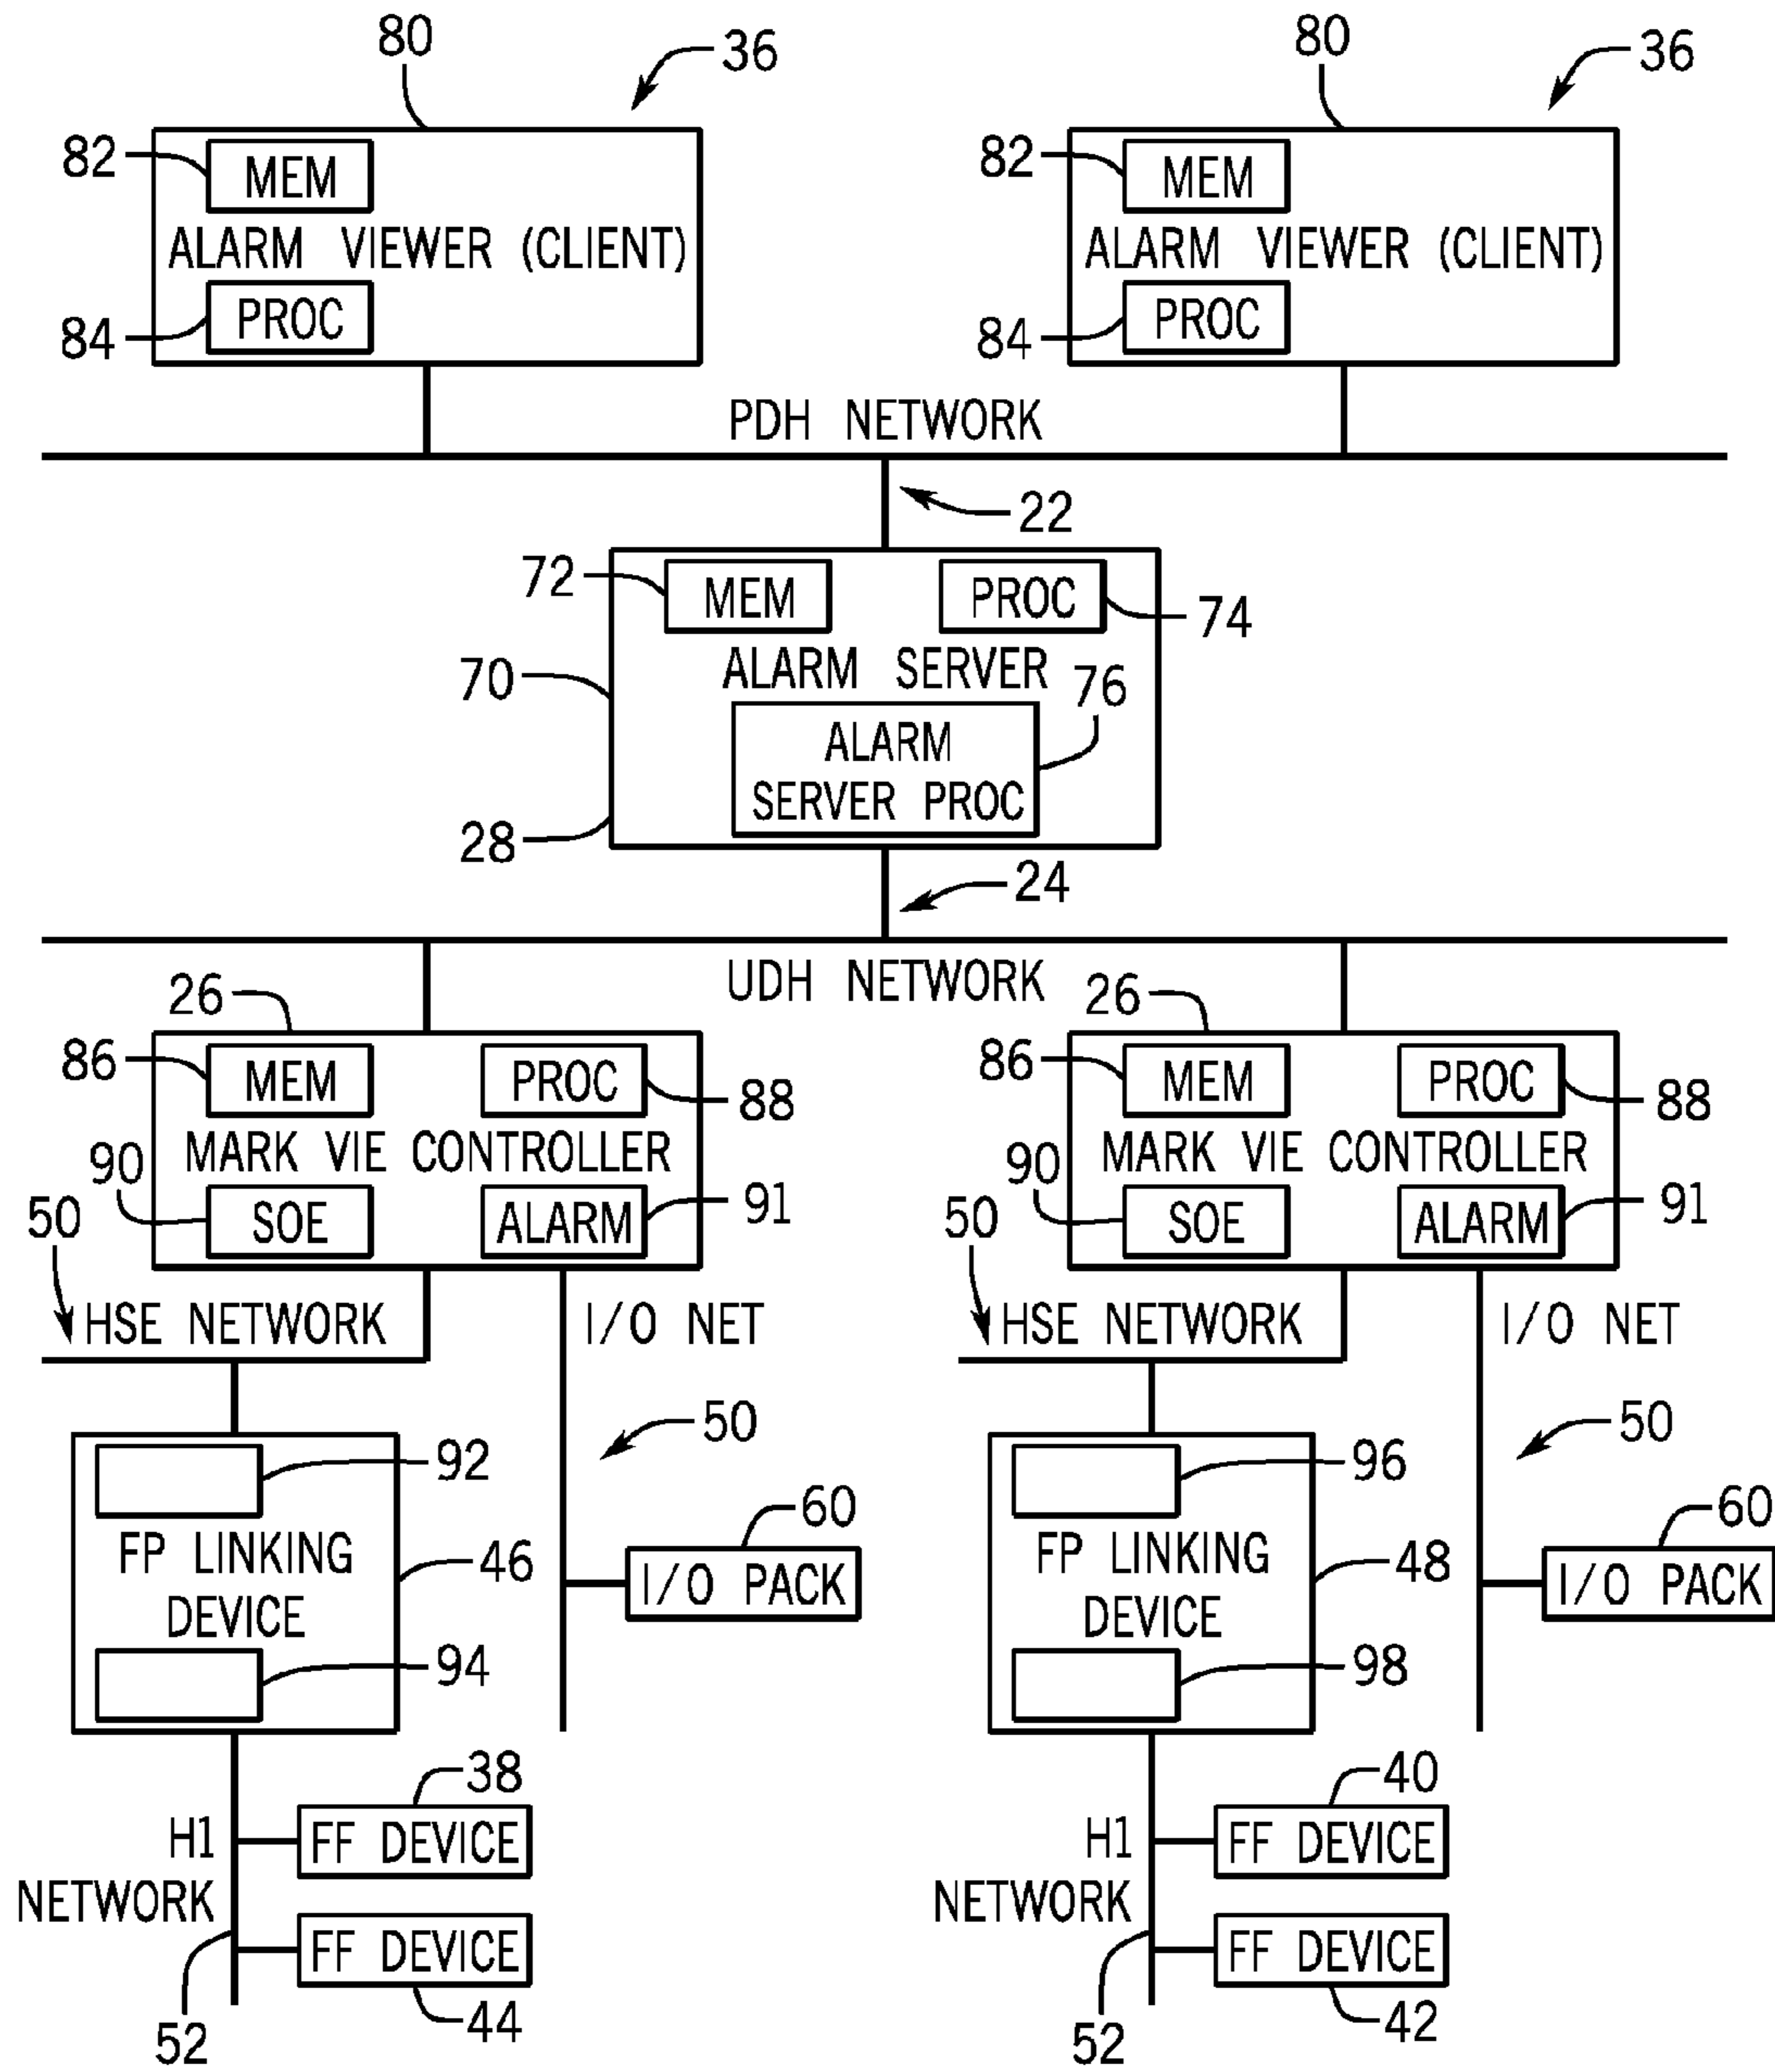 80 36 80 36
82 MEM 82 MEM
ALARM VIEWER (CLIENT) ALARM VIEWER (CLIENT)
84 PROC 84 PROC
PDH NETWORK
22
72 MEM PROC 74
ALARM SERVER
70 76
ALARM
SERVER PROC
28
24
UDH NETWORK
26 26
86 MEM PROC 88 86 MEM PROC 88
MARK VIE CONTROLLER MARK VIE CONTROLLER
90 SOE ALARM 91 90 SOE ALARM 91
50 HSE NETWORK I/O NET 50 HSE NETWORK I/O NET
92 50 96 50
FP LINKING 46 60 FP LINKING 48 60
DEVICE I/O PACK DEVICE I/O PACK
94 98
38 40
H1 FF DEVICE H1 FF DEVICE
NETWORK NETWORK
FF DEVICE FF DEVICE
52 44 52 42